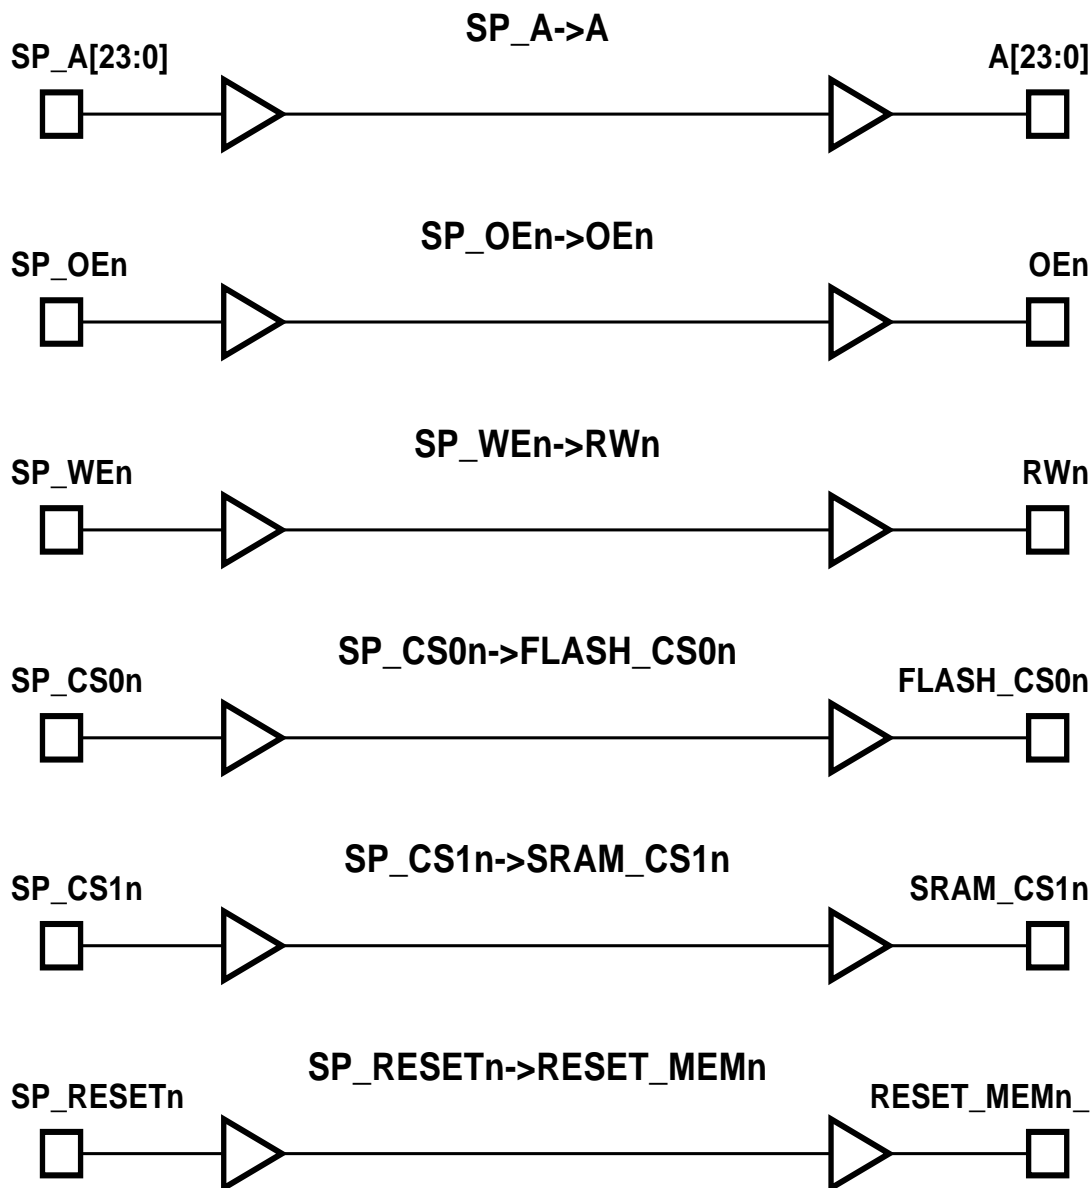 SP_A->A
SP_A[23:0] A[23:0]
SP_OEn->OEn
SP_OEn OEn
SP_WEn->RWn
SP_WEn RWn
SP_CS0n->FLASH_CS0n
SP_CS0n FLASH_CS0n
SP_CS1n->SRAM_CS1n
SP_CS1n SRAM_CS1n
SP_RESETn->RESET_MEMn
SP_RESETn RESET_MEMn_